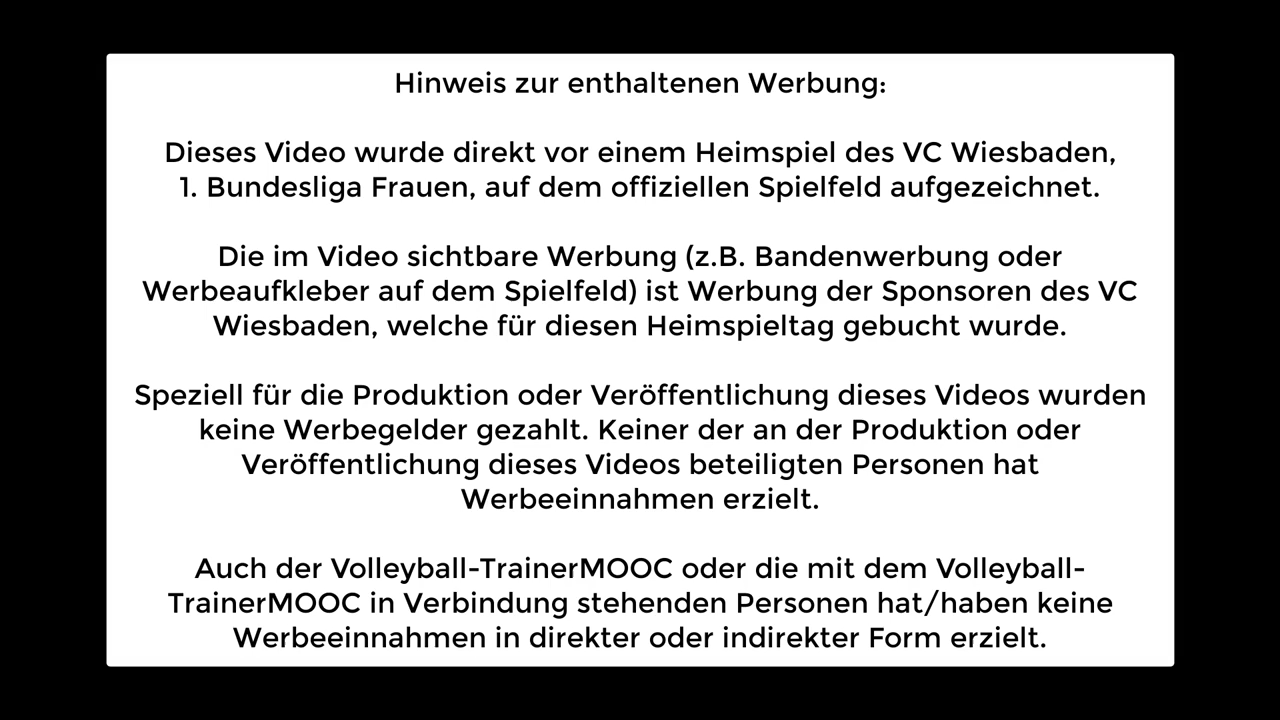 Hinweis zur enthaltenen Werbung:
Dieses Video wurde direkt vor einem Heimspiel des VC Wiesbaden,
1. Bundesliga Frauen, auf dem offiziellen Spielfeld aufgezeichnet.
Die im Video sichtbare Werbung (z.B. Bandenwerbung oder
Werbeaufkleber auf dem Spielfeld) ist Werbung der Sponsoren des VC
Wiesbaden, welche für diesen Heimspieltag gebucht wurde.
Speziell für die Produktion oder Veröffentlichung dieses Videos wurden
keine Werbegelder gezahlt. Keiner der an der Produktion oder
Veröffentlichung dieses Videos beteiligten Personen hat
Werbeeinnahmen erzielt.
Auch der Volleyball-TrainerMOOC oder die mit dem Volleyball-
TrainerMOOC in Verbindung stehenden Personen hat/haben keine
Werbeeinnahmen in direkter oder indirekter Form erzielt.